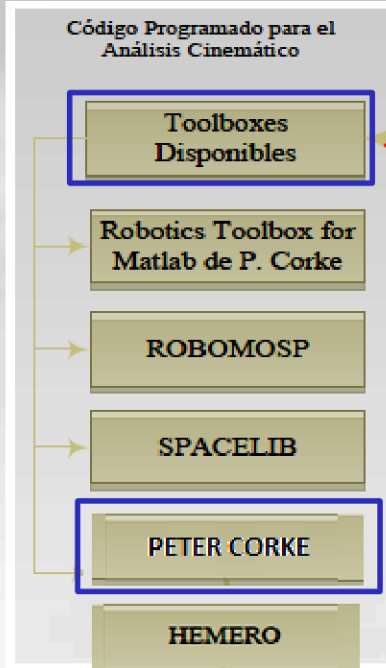 Código Programado para el
Análisis Cinemático
Toolboxes
Disponibles
Robotics Toolbox for
Matlab de P. Corke
ROBOMOSP
SPACELIB
PETER CORKE
HEMERO